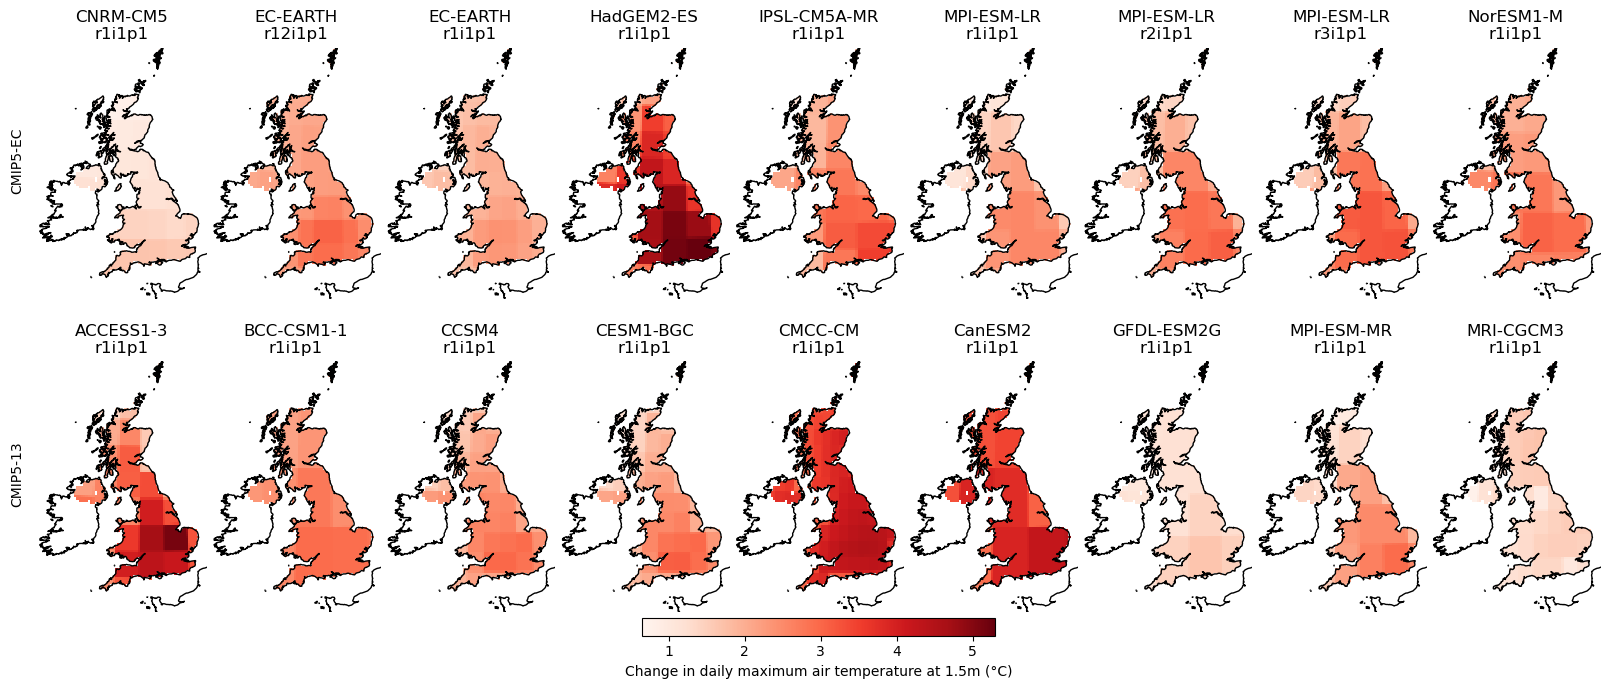 CNRM-CM5 EC-EARTH EC-EARTH HadGEM2-ES IPSL-CM5A-MR MPI-ESM-LR MPI-ESM-LR MPI-ESM-LR NorESM1-M
r1i1p1 r12i1p1 r1i1p1 r1i1p1 r1i1p1 r1i1p1 r2i1p1 r3i1p1 r1i1p1
CMIP5-EC
ACCESS1-3 BCC-CSM1-1 CCSM4 CESM1-BGC CMCC-CM CanESM2 GFDL-ESM2G MPI-ESM-MR MRI-CGCM3
r1i1p1 r1i1p1 r1i1p1 r1i1p1 r1i1p1 r1i1p1 r1i1p1 r1i1p1 r1i1p1
CMIP5-13
1 2 3 4 5
Change in daily maximum air temperature at 1.5m (°C)